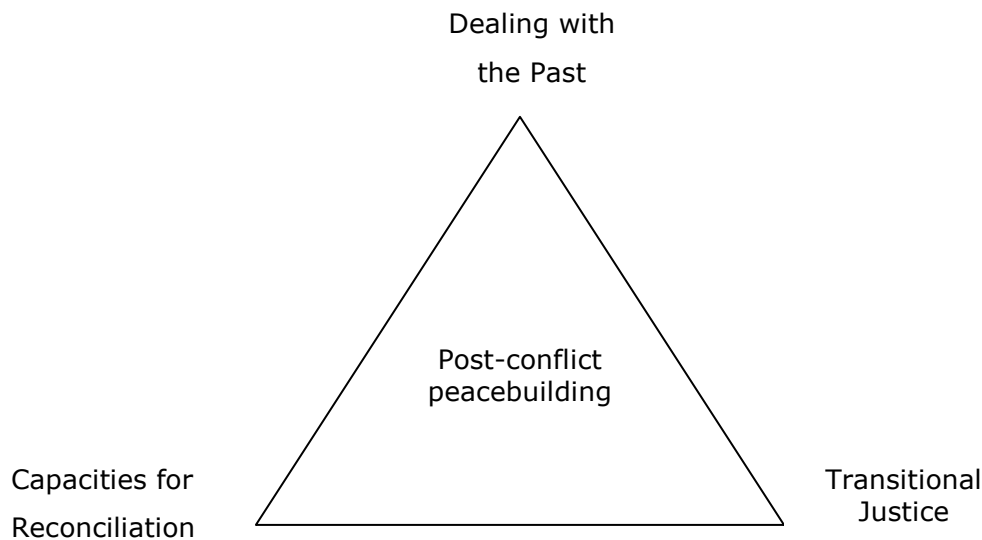 Dealing with
the Past
Post-conflict
peacebuilding
Capacities for
Reconciliation
Transitional
Justice